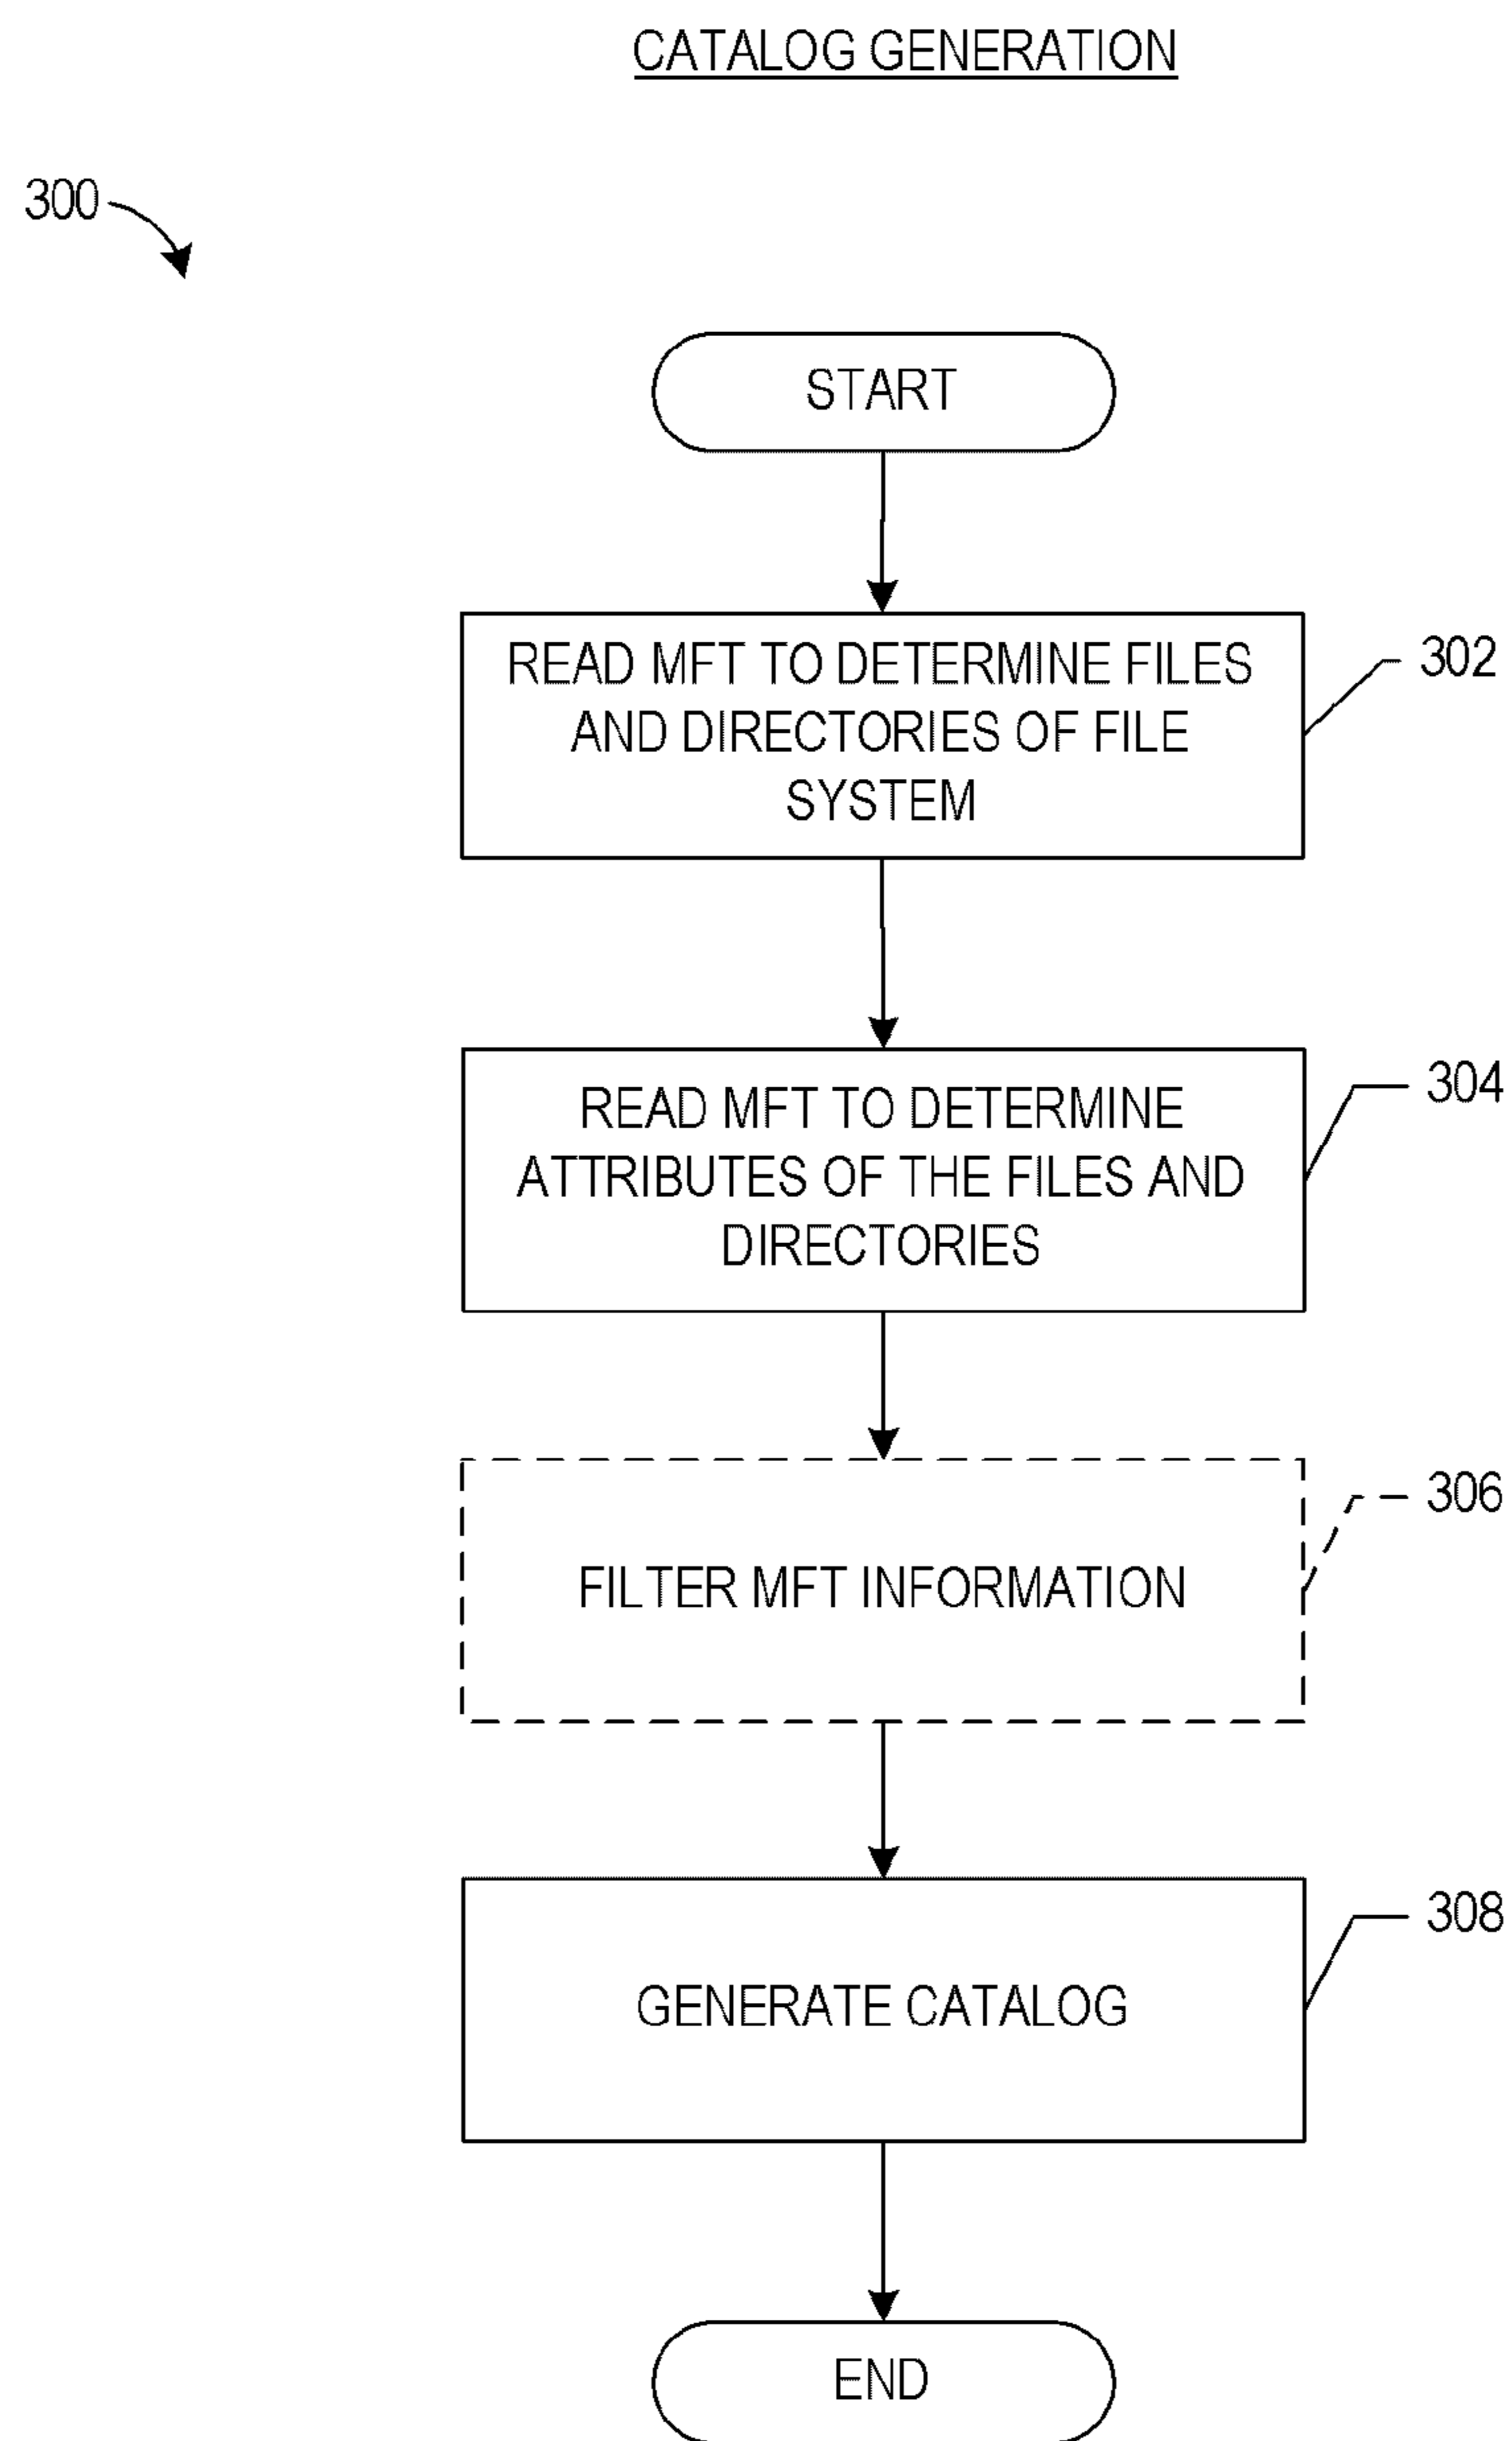 CATALOG GENERATION
300
START
READ MFT TO DETERMINE FILES
AND DIRECTORIES OF FILE
SYSTEM
302
READ MFT TO DETERMINE
ATTRIBUTES OF THE FILES AND
DIRECTORIES
304
FILTER MFT INFORMATION
306
GENERATE CATALOG
308
END